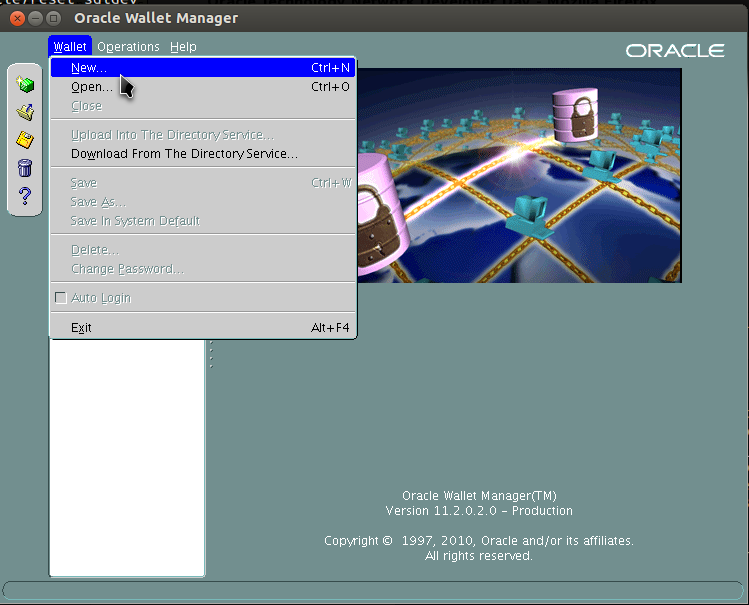 Oracle Wallet Manager
Wallet Operations Help
ORACLE
New... Ctrl+N
Open... Ctrl+O
Close
Upload Into The Directory Service...
Download From The Directory Service...
Save Ctrl+W
Save As...
Save In System Default
Delete...
Change Password...
Auto Login
Exit Alt+F4
Oracle Wallet Manager(TM)
Version 11.2.0.2.0 - Production
Copyright © 1997, 2010, Oracle and/or its affiliates.
All rights reserved.